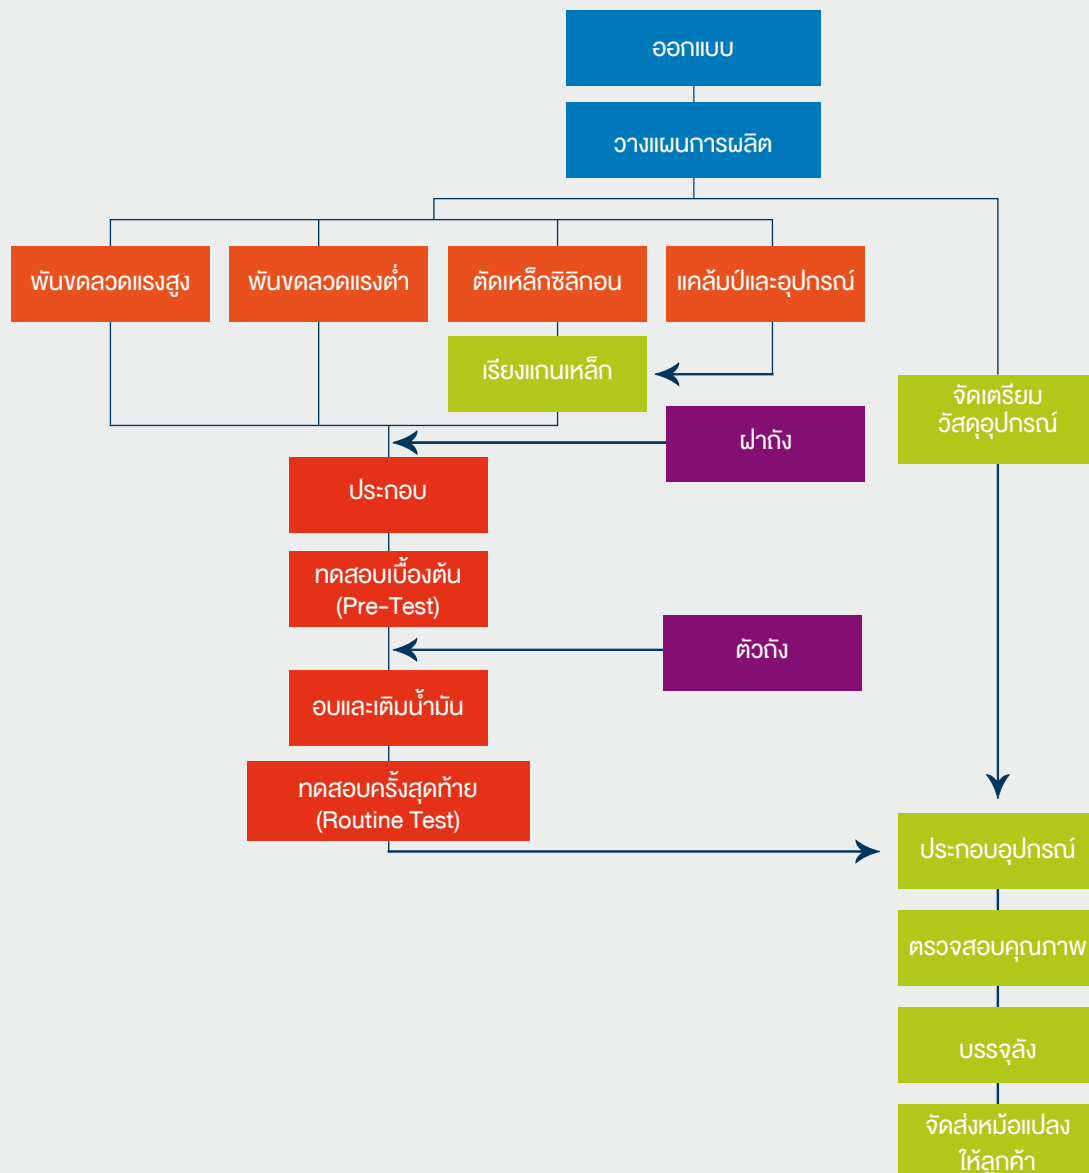 ออกแบบ
วางแผนการผลิต
พันขดลวดแรงสูง
พันขดลวดแรงต่ำ
ตัดเหล็กซิลิกอน
แคล้มป์และอุปกรณ์
เรียงแกนเหล็ก
จัดเตรียม
วัสดุอุปกรณ์
ฝาถัง
ประกอบ
ทดสอบเบื้องต้น
(Pre-Test)
ตัวถัง
อบและเติมน้ำมัน
ทดสอบครั้งสุดท้าย
(Routine Test)
ประกอบอุปกรณ์
ตรวจสอบคุณภาพ
บรรจุลัง
จัดส่งหม้อแปลง
ให้ลูกค้า